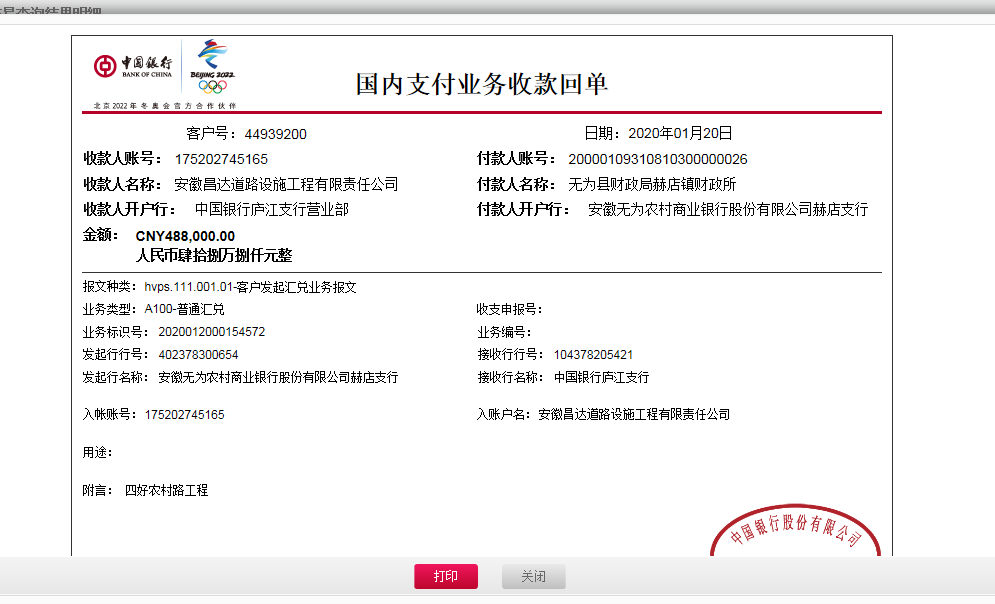 中国银行
BANK OF CHINA
BEIJING 2022
北京2022年冬奥会官方合作伙伴
国内支付业务收款回单
客户号：44939200 日期：2020年01月20日
收款人账号：175202745165 付款人账号：20000109310810300000026
收款人名称：安徽昌达道路设施工程有限责任公司 付款人名称：无为县财政局赫店镇财政所
收款人开户行：中国银行庐江支行营业部 付款人开户行：安徽无为农村商业银行股份有限公司赫店支行
金额：CNY488,000.00
人民币肆拾捌万捌仟元整
报文种类：hvps.111.001.01-客户发起汇兑业务报文
业务类型：A100-普通汇兑 收支申报号：
业务标识号：2020012000154572 业务编号：
发起行行号：402378300654 接收行行号：104378205421
发起行名称：安徽无为农村商业银行股份有限公司赫店支行 接收行名称：中国银行庐江支行
入帐账号：175202745165 入账户名：安徽昌达道路设施工程有限责任公司
用途：
附言：四好农村路工程
中国银行股份有限公司
打印 关闭